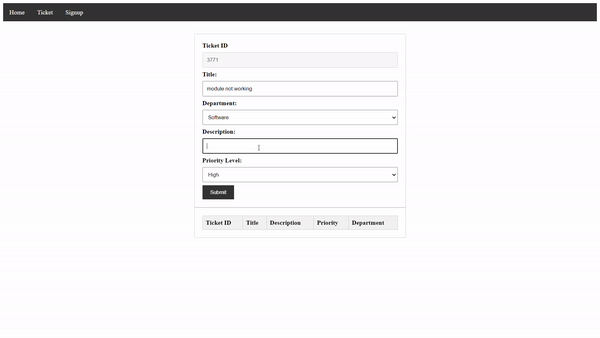 Home Ticket Signup
Ticket ID
3771
Title:
module not working
Department:
Software
Description:
Priority Level:
High
Submit
Ticket ID Title Description Priority Department